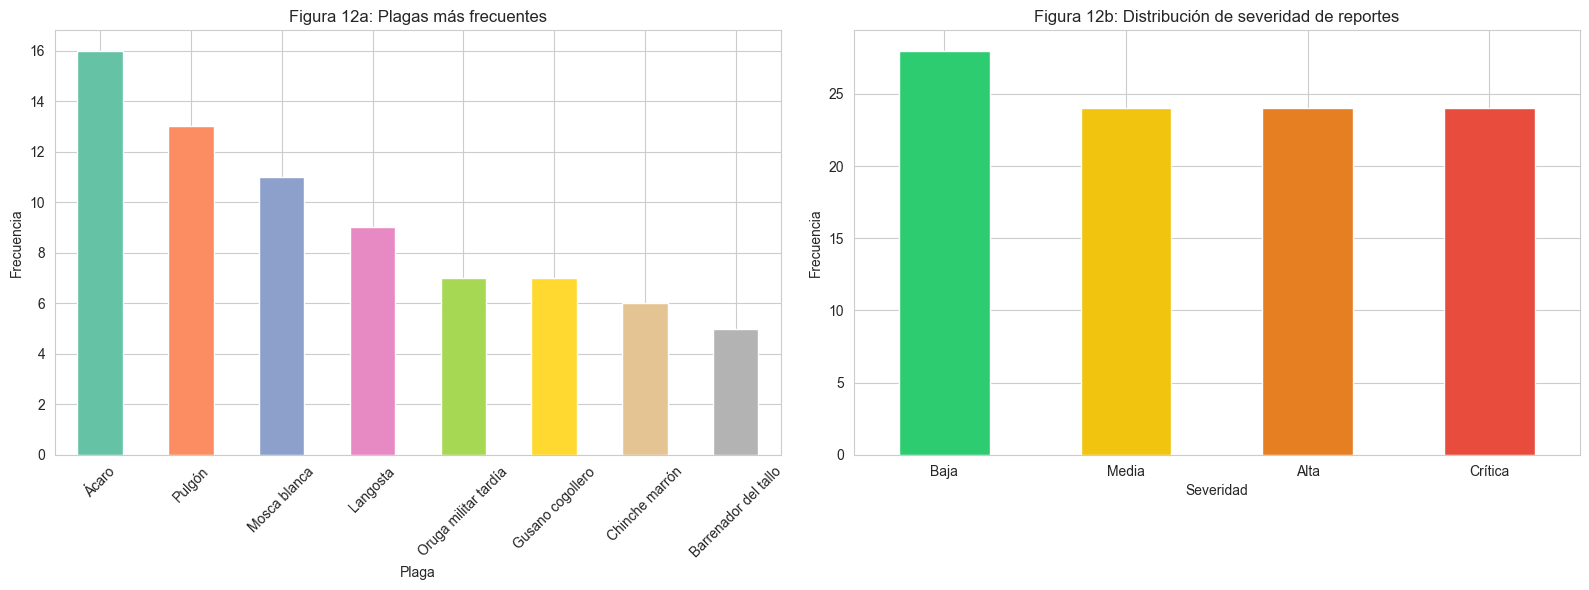 Figura 12a: Plagas más frecuentes
16
14
12
10
8
6
4
2
0
Frecuencia
Ácaro
Pulgón
Mosca blanca
Langosta
Oruga militar tardía
Gusano cogollero
Chinche marrón
Barrenador del tallo
Plaga
Figura 12b: Distribución de severidad de reportes
25
20
15
10
5
0
Frecuencia
Baja
Media
Alta
Crítica
Severidad